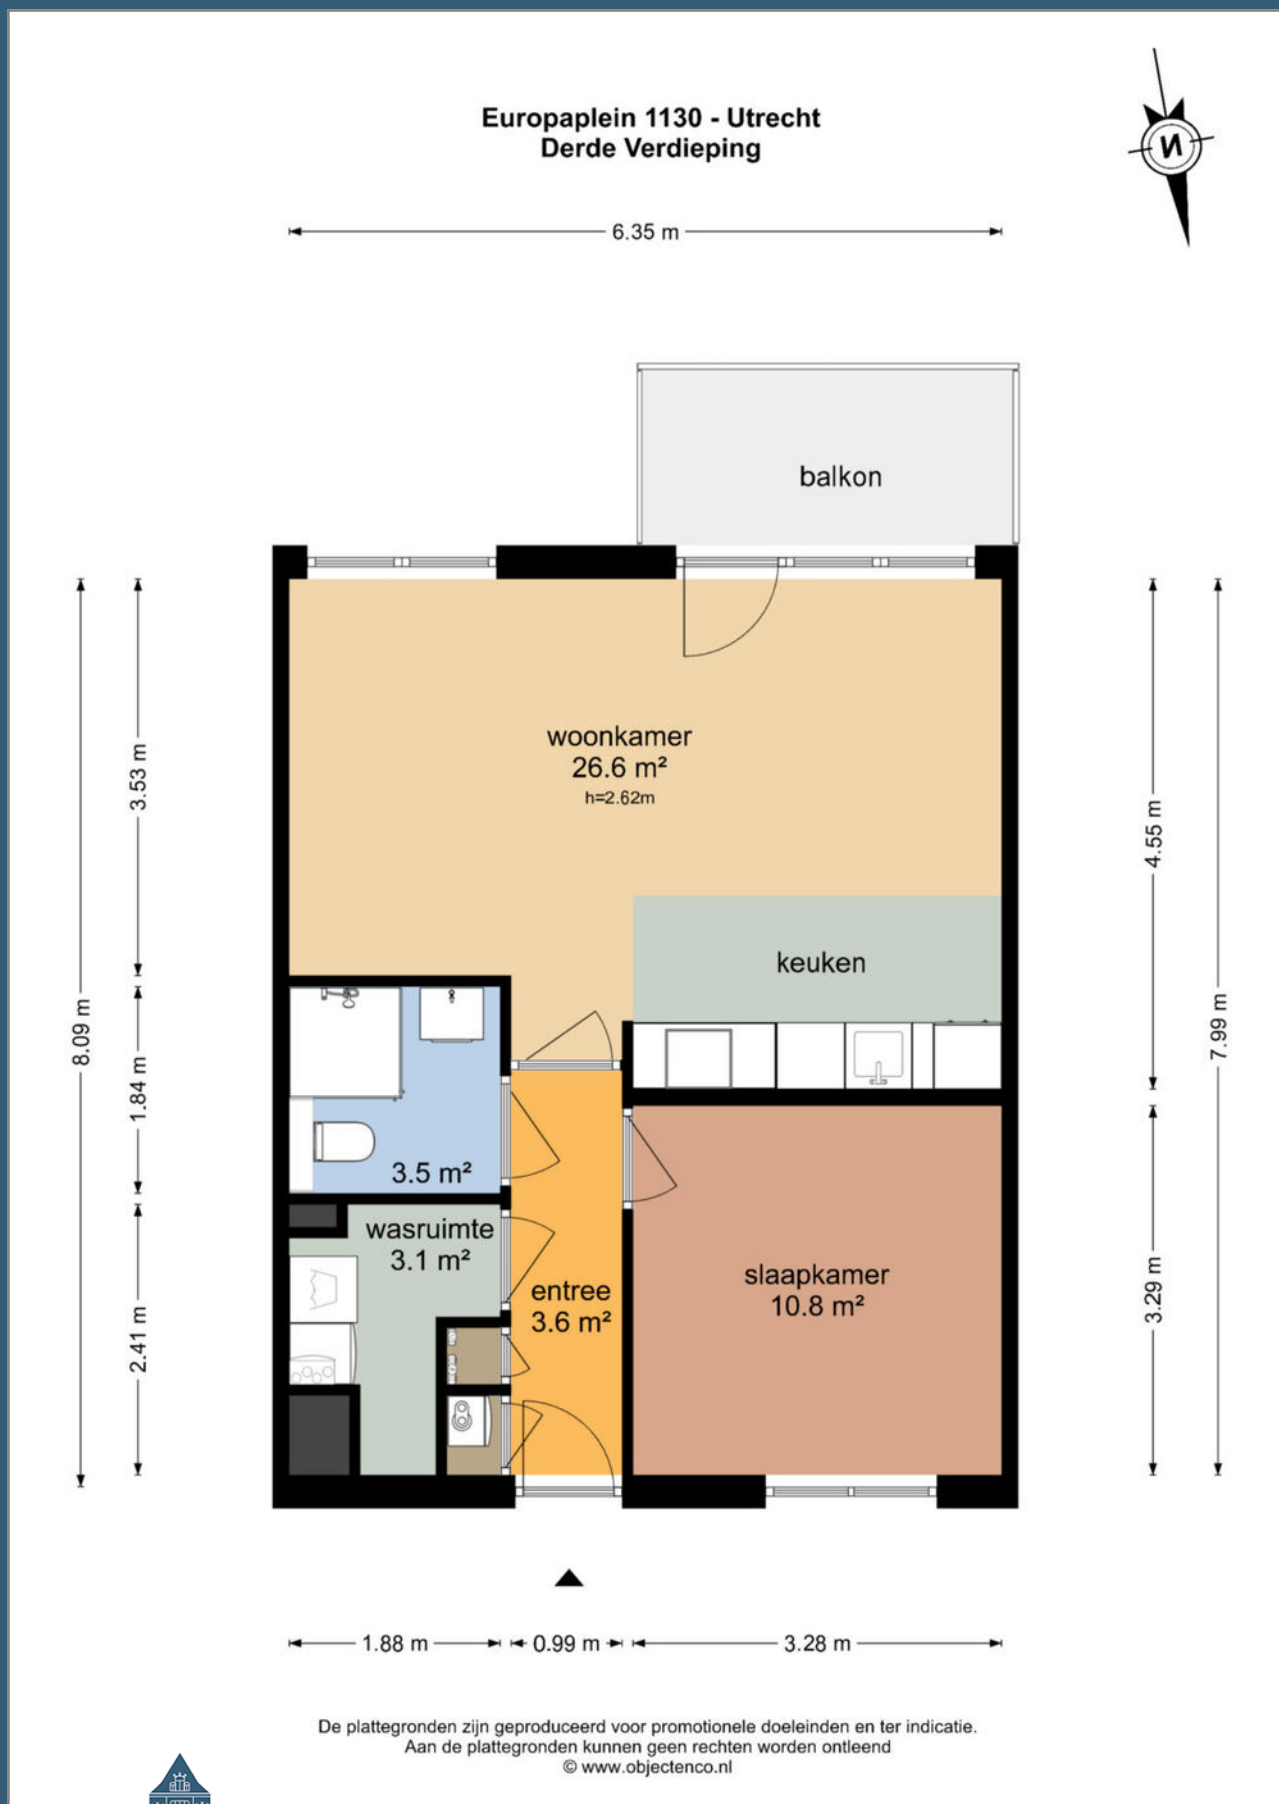 Europaplein 1130 - Utrecht
Derde Verdieping
N
6.35 m
balkon
woonkamer
26.6 m²
h=2.62m
3.53 m
4.55 m
keuken
8.09 m
7.99 m
1.84 m
3.5 m²
wasruimte
3.1 m²
entree
3.6 m²
slaapkamer
10.8 m²
2.41 m
3.29 m
1.88 m
0.99 m
3.28 m
De plattegronden zijn geproduceerd voor promotionele doeleinden en ter indicatie.
Aan de plattegronden kunnen geen rechten worden ontleend
© www.objectenco.nl